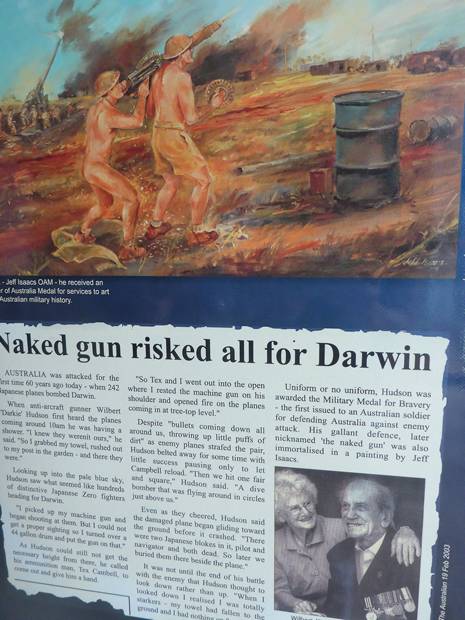 - Jeff Isaacs OAM - he received an
r of Australia Medal for services to art
Australian military history.
Naked gun risked all for Darwin
AUSTRALIA was attacked for the
first time 60 years ago today - when 242
Japanese planes bombed Darwin.
When anti-aircraft gunner Wilbert
'Darkie' Hudson first heard the planes
coming around 10am he was having a
shower. "I knew they weren ours," he
said. "So I grabbed my towel, rushed out
to my post in the garden - and there they
were."
Looking up into the pale blue sky,
Hudson saw what seemed like hundreds
of distinctive Japanese Zero fighters
heading for Darwin.
"I picked up my machine gun and
began shooting at them. But I could not
get a proper sighting so I turned over a
44 gallon drum and put the gun on that."
As Hudson could still not get the
necessary height from there, he called
his ammunition man, Tex Campbell, to
come out and give him a hand.
"So Tex and I went out into the open
where I rested the machine gun on his
shoulder and opened fire on the planes
coming in at tree-top level."
Despite "bullets coming down all
around us, throwing up little puffs of
dirt" as enemy planes strafed the pair,
Hudson belted away for some time with
little success pausing only to let
Campbell reload. "Then we hit one fair
and square," Hudson said. "A dive
bomber that was flying around in circles
just above us."
Even as they cheered, Hudson said
the damaged plane began gliding toward
the ground before it crashed. "There
were two Japanese blokes in it, pilot and
navigator and both dead. So later we
buried them there beside the plane."
It was not until the end of his battle
with the enemy that Hudson thought to
look down rather than up. "When I
looked down I realised I was totally
starkers - my towel had fallen to the
ground and I had nothing
Uniform or no uniform, Hudson was
awarded the Military Medal for Bravery
- the first issued to an Australian soldier
for defending Australia against enemy
attack. His gallant defence, later
nicknamed 'the naked gun' was also
immortalised in a painting by Jeff
Isaacs.
The Australian 19 Feb 2003